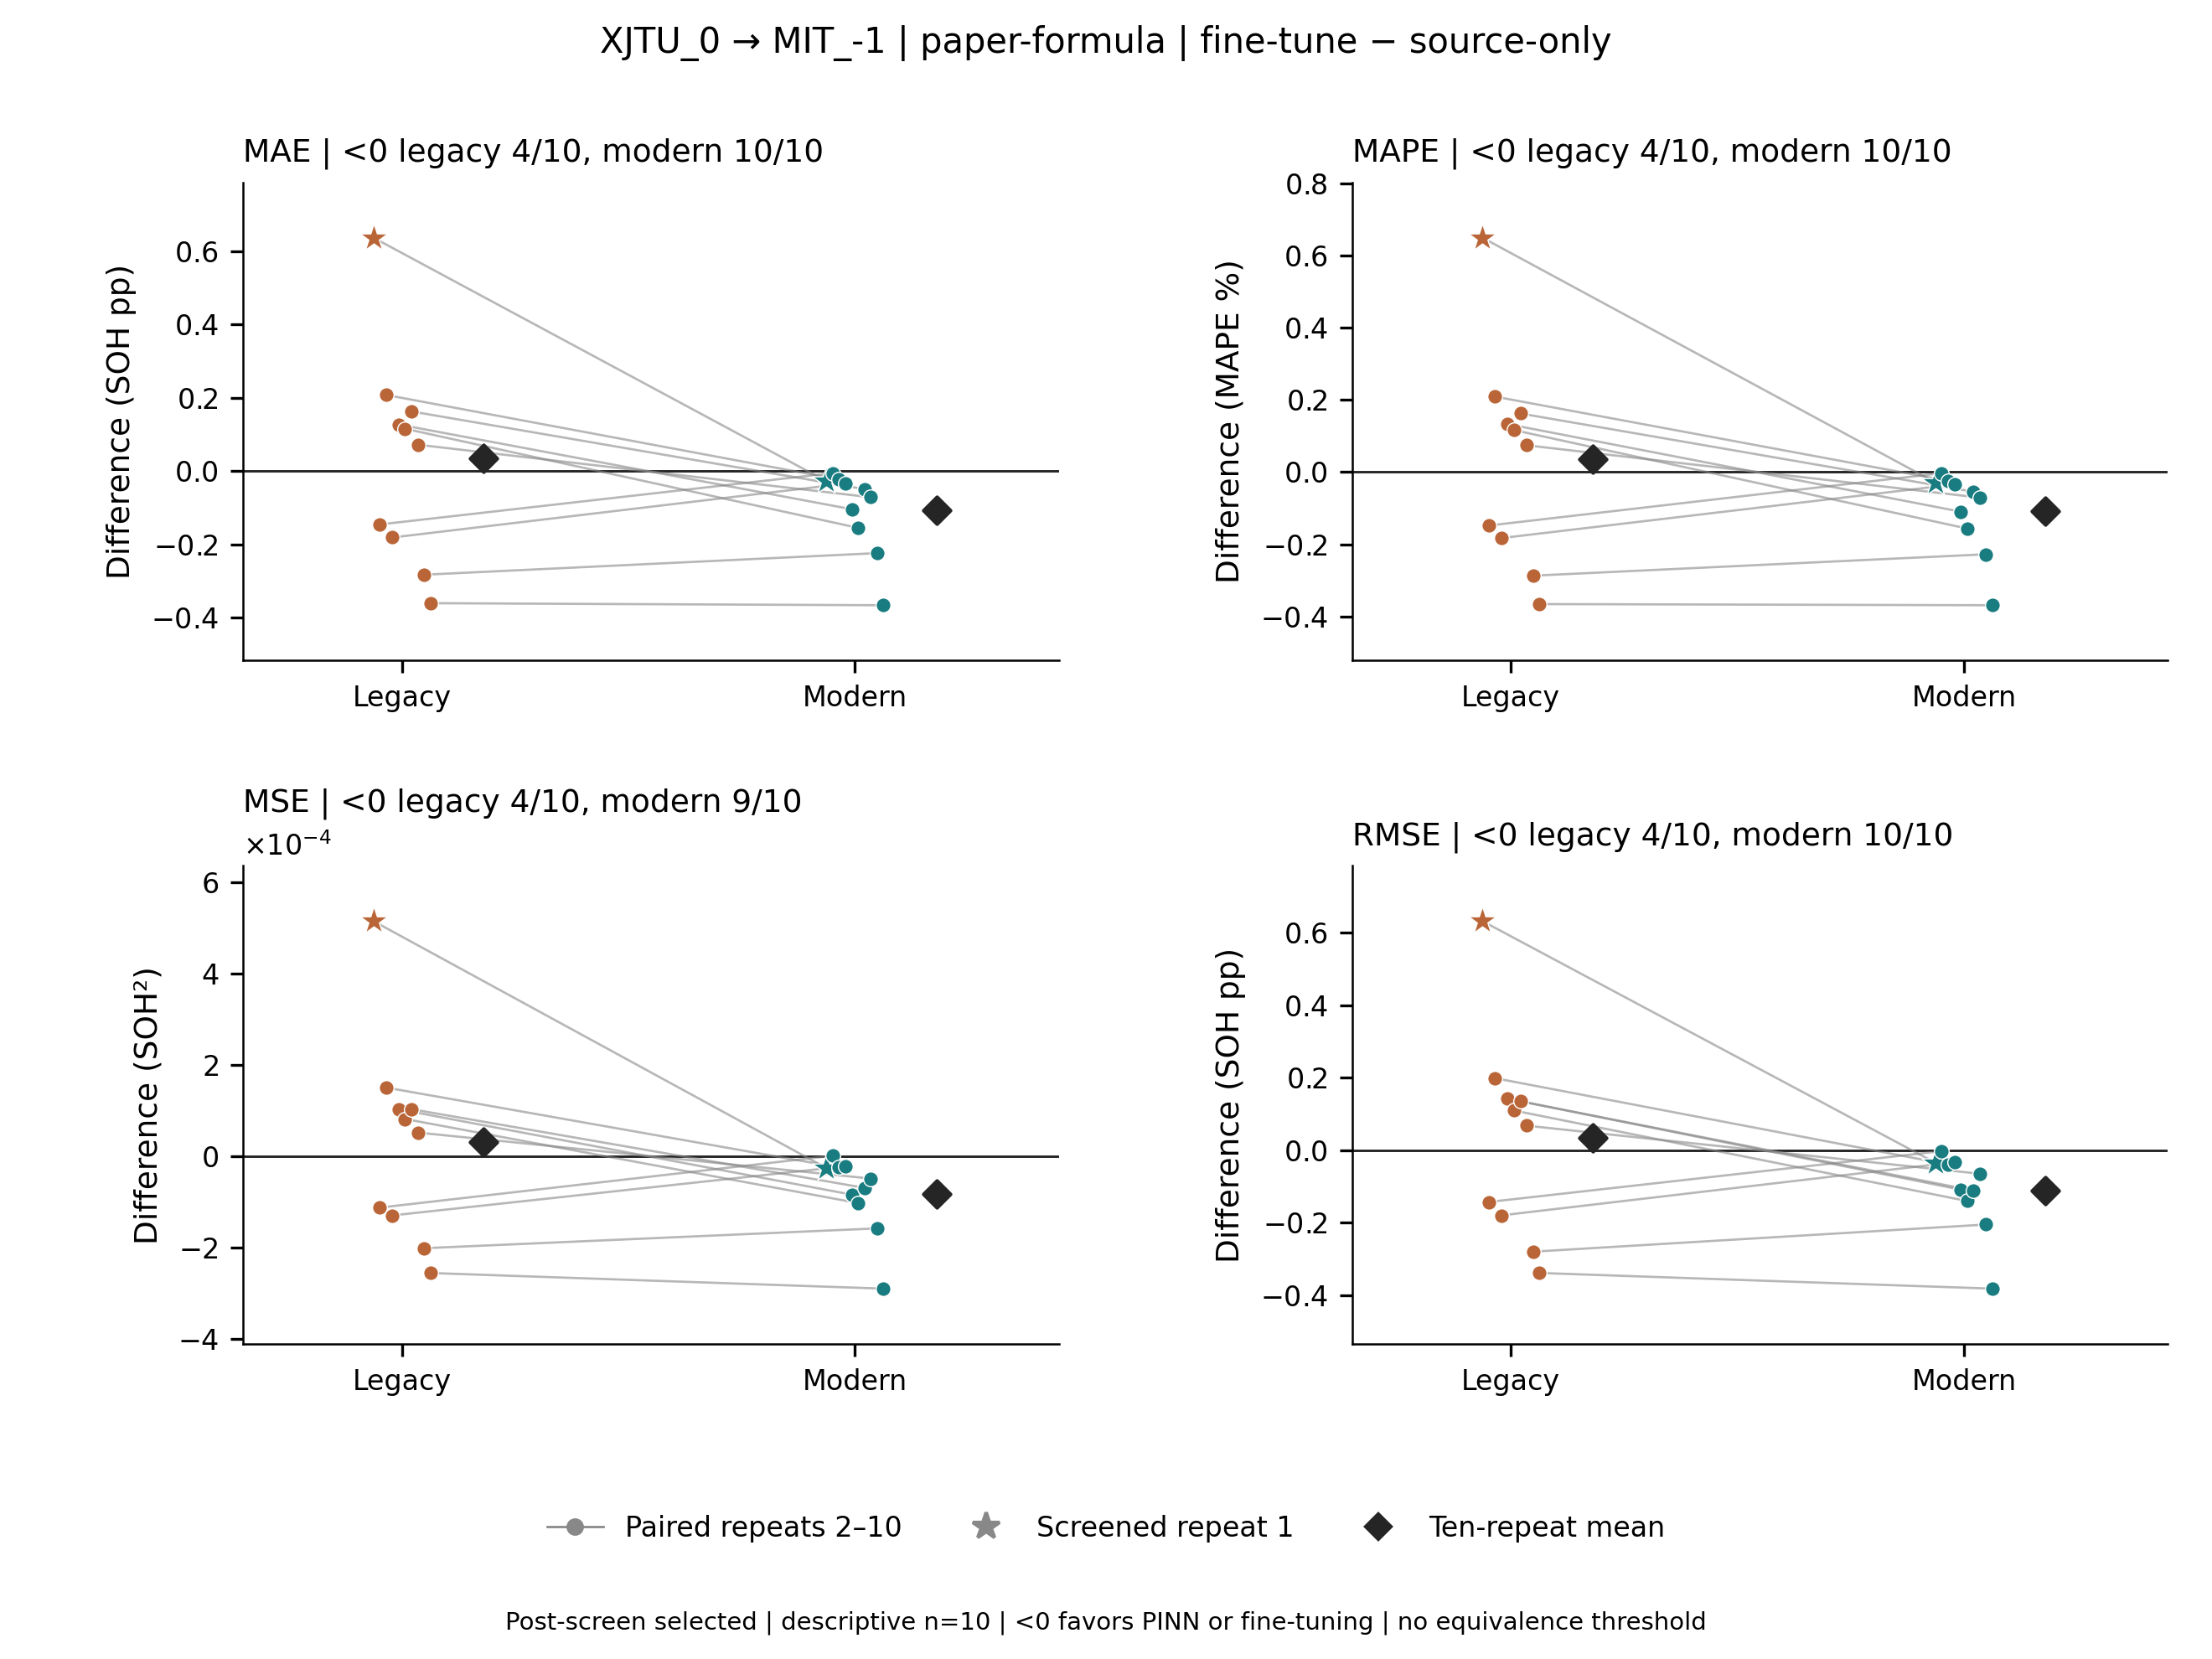 XJTU_0 → MIT_-1 | paper-formula | fine-tune − source-only
MAE | <0 legacy 4/10, modern 10/10
Difference (SOH pp)
0.6
0.4
0.2
0.0
−0.2
−0.4
Legacy
Modern
MAPE | <0 legacy 4/10, modern 10/10
Difference (MAPE %)
0.8
0.6
0.4
0.2
0.0
−0.2
−0.4
Legacy
Modern
MSE | <0 legacy 4/10, modern 9/10
×10⁻⁴
Difference (SOH²)
6
4
2
0
−2
−4
Legacy
Modern
RMSE | <0 legacy 4/10, modern 10/10
Difference (SOH pp)
0.6
0.4
0.2
0.0
−0.2
−0.4
Legacy
Modern
Paired repeats 2–10
Screened repeat 1
Ten-repeat mean
Post-screen selected | descriptive n=10 | <0 favors PINN or fine-tuning | no equivalence threshold